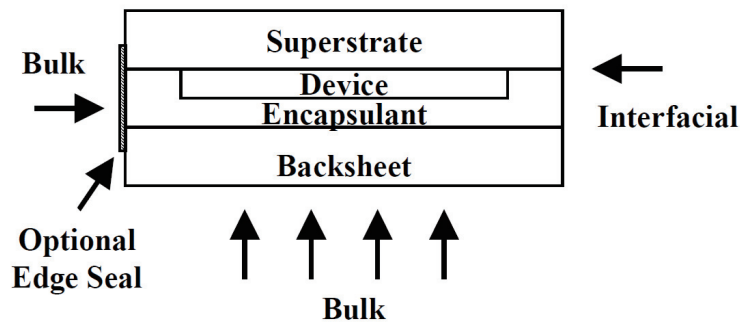 Superstrate
Bulk
Device
Encapsulant
Interfacial
Backsheet
Optional
Edge Seal
Bulk